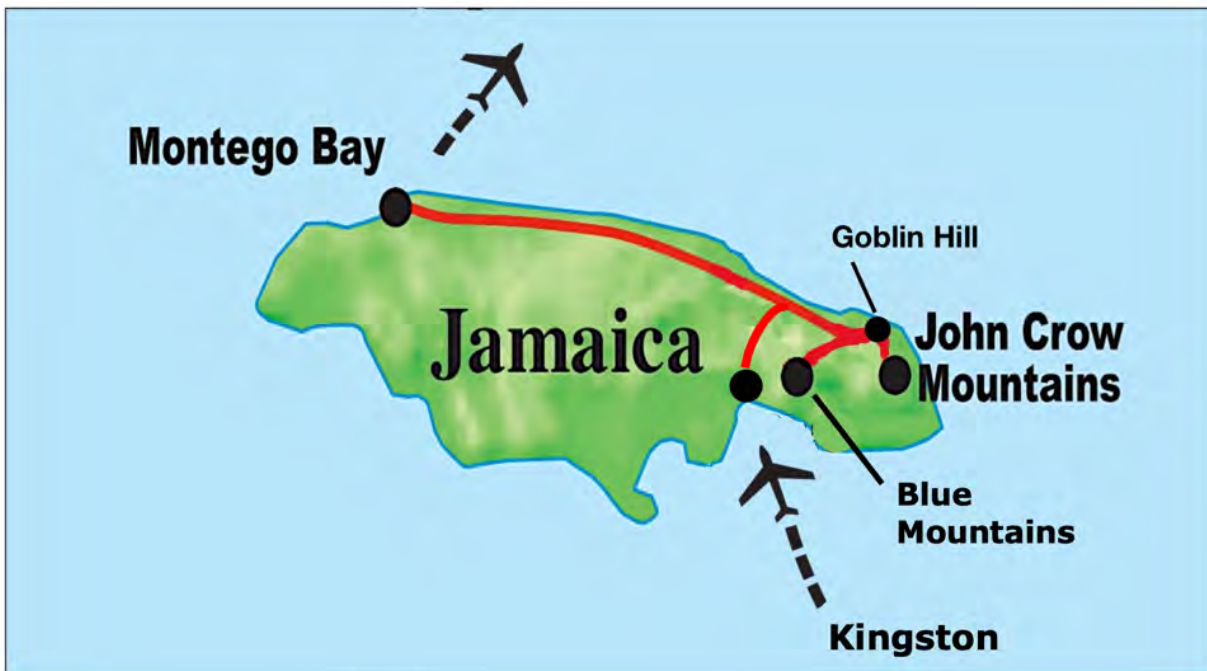 Montego Bay
Goblin Hill
Jamaica
John Crow
Mountains
Blue
Mountains
Kingston